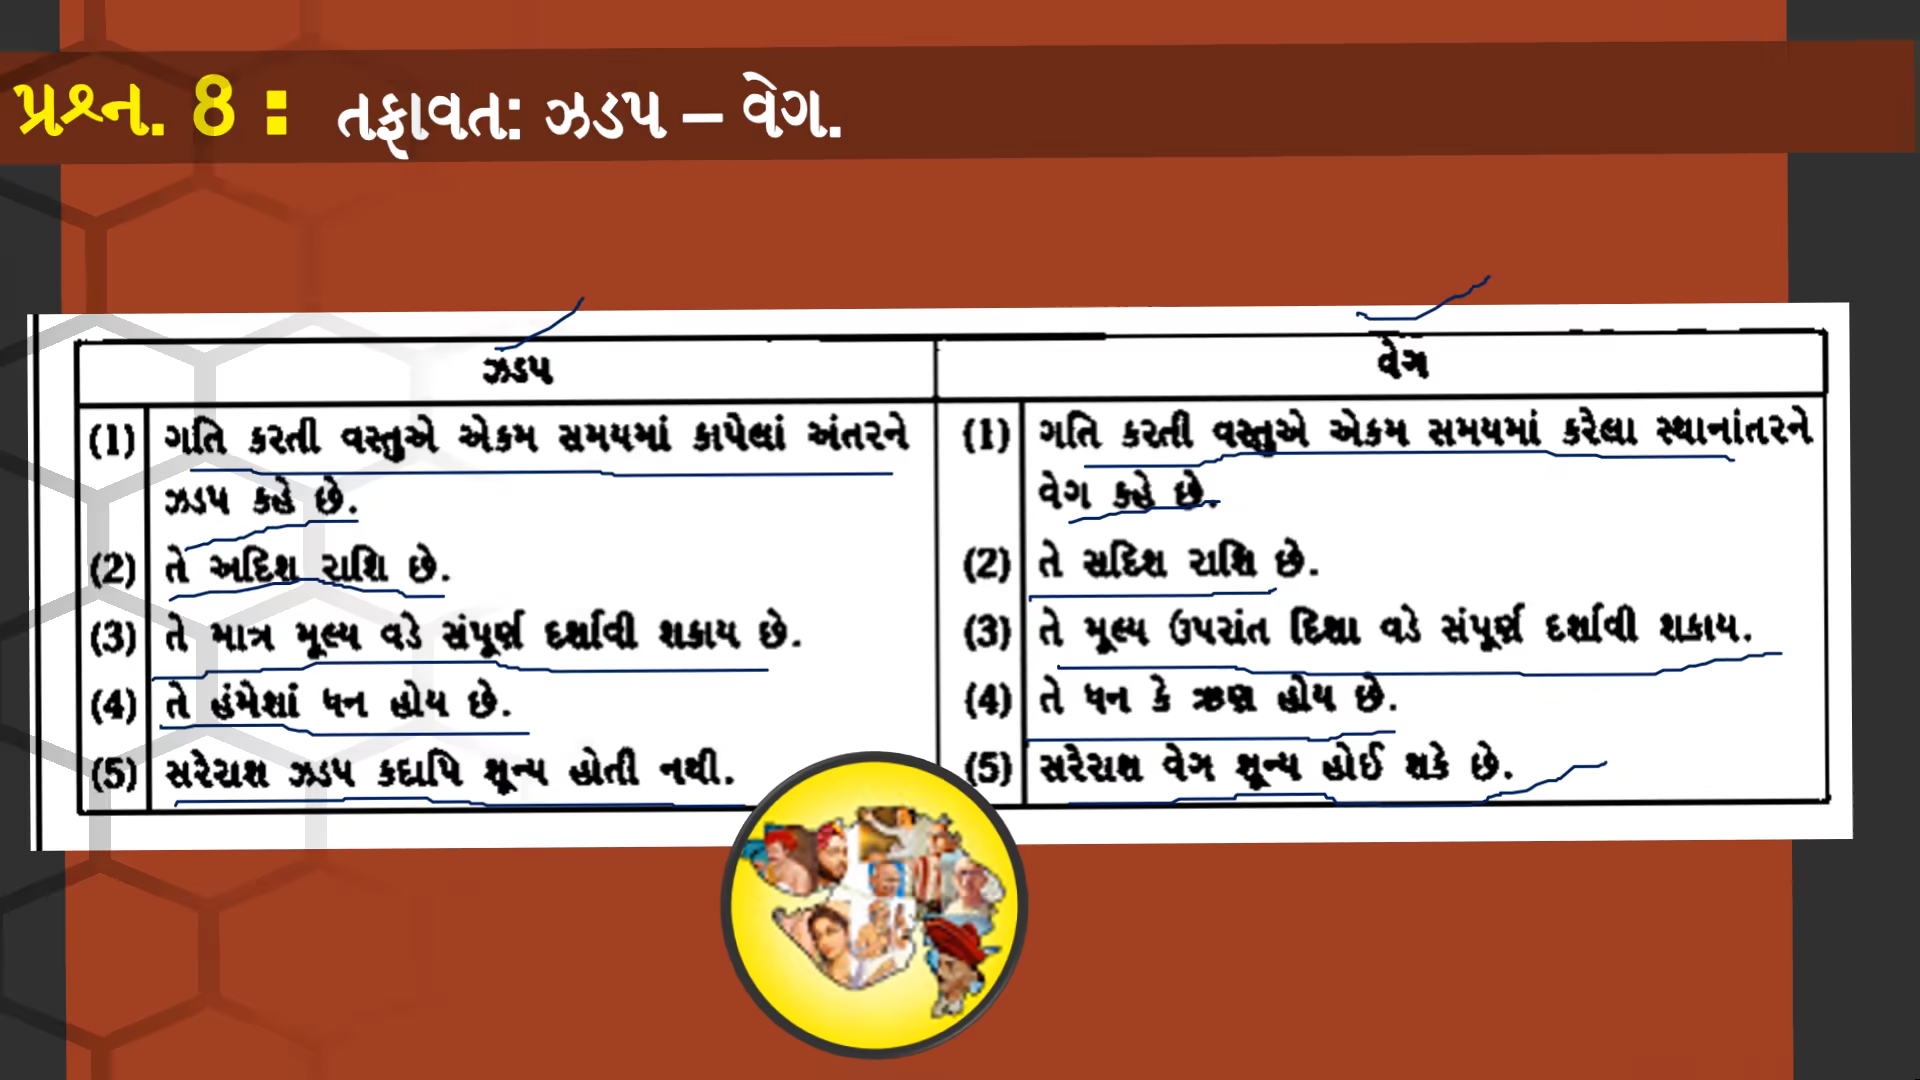 પ્રશ્ન. 8 : તફાવત: ઝડપ – વેગ.
ઝડપ
વેગ
(1) ગતિ કરતી વસ્તુએ એકમ સમયમાં કાપેલાં અંતરને
ઝડપ કહે છે.
(2) તે અદિશ રાશિ છે.
(3) તે માત્ર મૂલ્ય વડે સંપૂર્ણ દર્શાવી શકાય છે.
(4) તે હંમેશાં ધન હોય છે.
(5) સરેરાશ ઝડપ કદાપિ શૂન્ય હોતી નથી.
(1) ગતિ કરતી વસ્તુએ એકમ સમયમાં કરેલા સ્થાનાંતરને
વેગ કહે છે.
(2) તે સદિશ રાશિ છે.
(3) તે મૂલ્ય ઉપરાંત દિશા વડે સંપૂર્ણ દર્શાવી શકાય.
(4) તે ધન કે ઋણ હોય છે.
(5) સરેરાશ વેગ શૂન્ય હોઈ શકે છે.